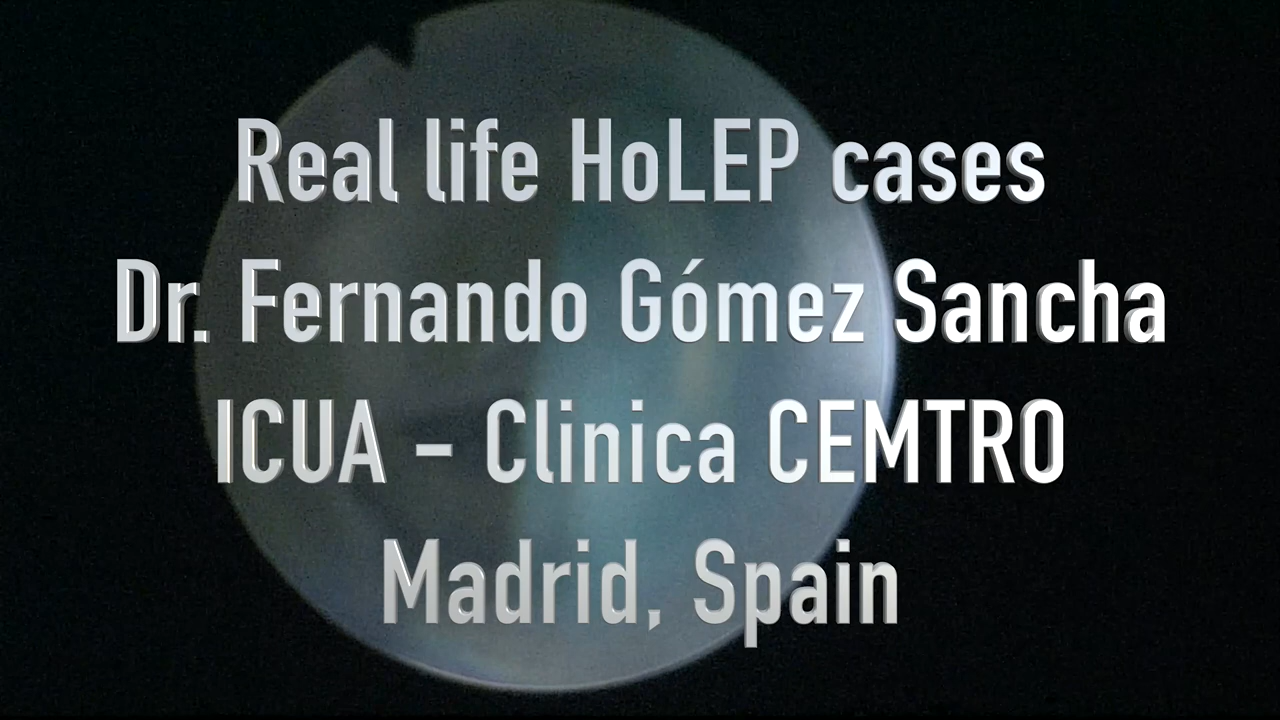 Real life HoLEP cases
Dr. Fernando Gómez Sancha
ICUA - Clinica CEMTRO
Madrid, Spain